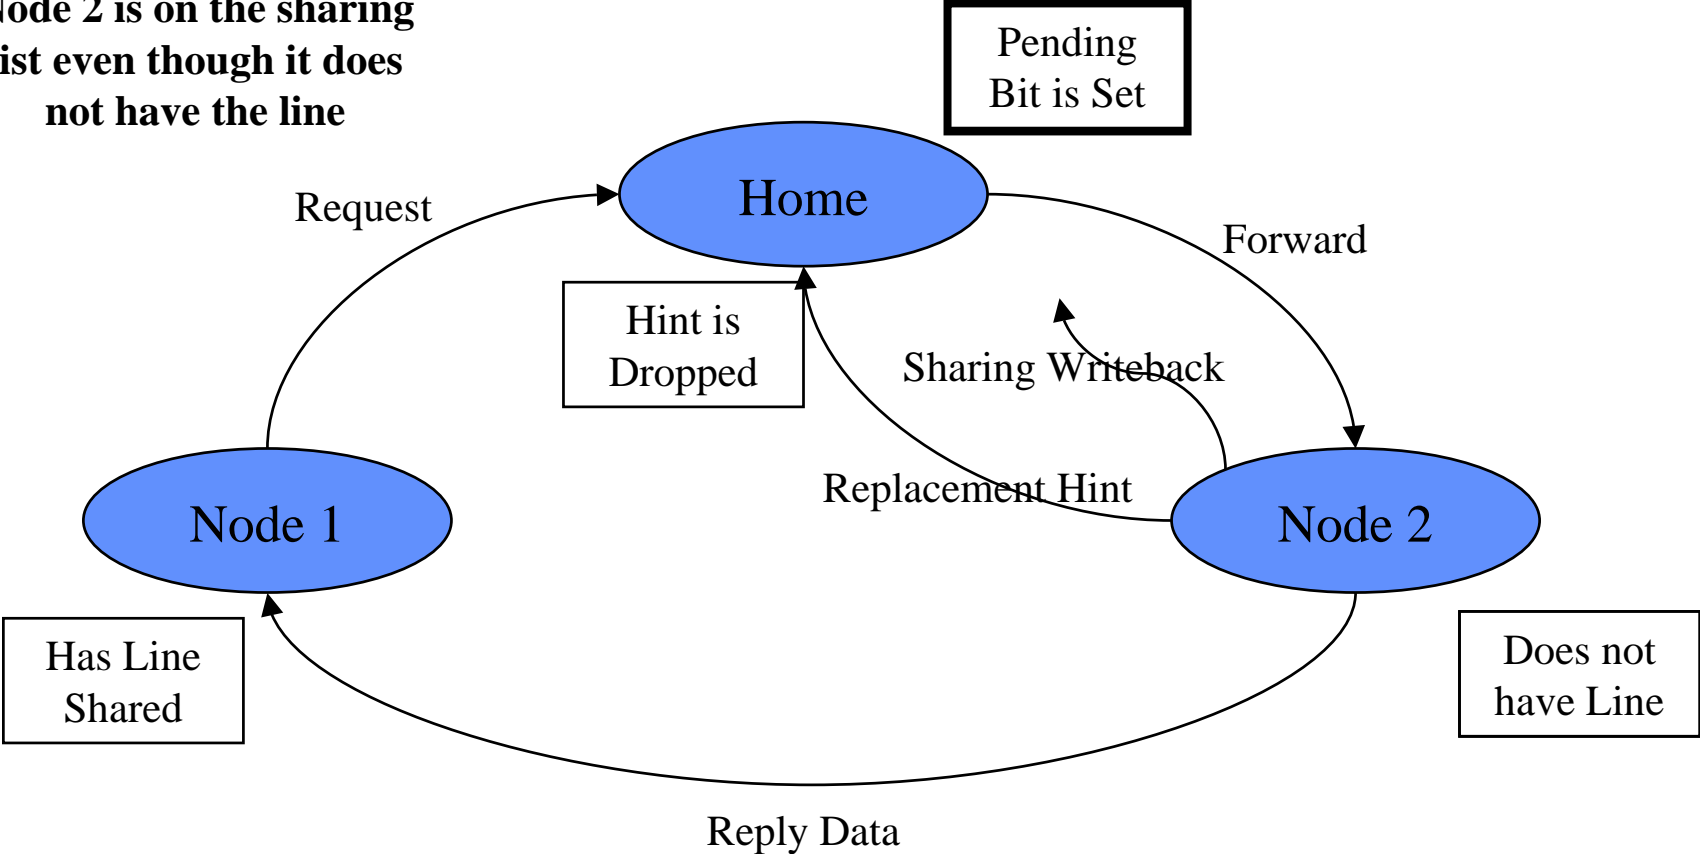 Node 2 is on the sharing
ist even though it does
not have the line
Pending
Bit is Set
Home
Request
Forward
Hint is
Dropped
Sharing Writeback
Replacement Hint
Node 1
Node 2
Has Line
Shared
Does not
have Line
Reply Data